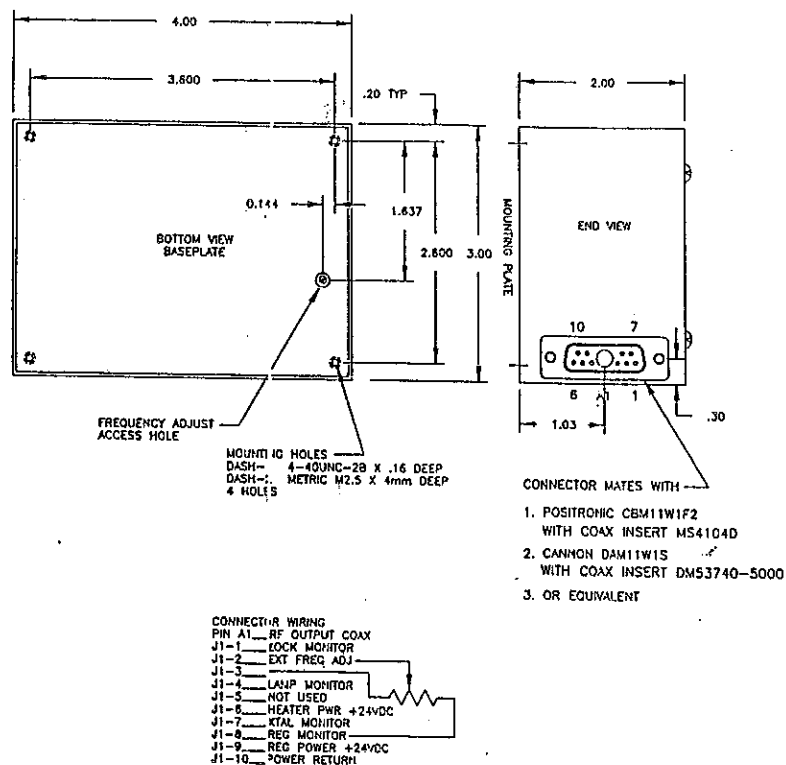 4.00
3.600
.20 TYP
2.00
0.144
1.637
2.600
3.00
BOTTOM VIEW
BASEPLATE
MOUNTING PLATE
END VIEW
10
7
6
A1
1
1.03
.30
FREQUENCY ADJUST
ACCESS HOLE
MOUNTING HOLES
DASH- 4-40UNC-2B X .16 DEEP
DASH- METRIC M2.5 X 4mm DEEP
4 HOLES
CONNECTOR MATES WITH
1. POSITRONIC CBM11W1F2
WITH COAX INSERT MS4104D
2. CANNON DAM11W1S
WITH COAX INSERT DM53740-5000
3. OR EQUIVALENT
CONNECTOR WIRING
PIN A1 RF OUTPUT COAX
J1-1 LOCK MONITOR
J1-2 EXT FREQ ADJ
J1-3
J1-4 LAMP MONITOR
J1-5 NOT USED
J1-6 HEATER PWR +24VDC
J1-7 XTAL MONITOR
J1-8 REG MONITOR
J1-9 REG POWER +24VDC
J1-10 POWER RETURN